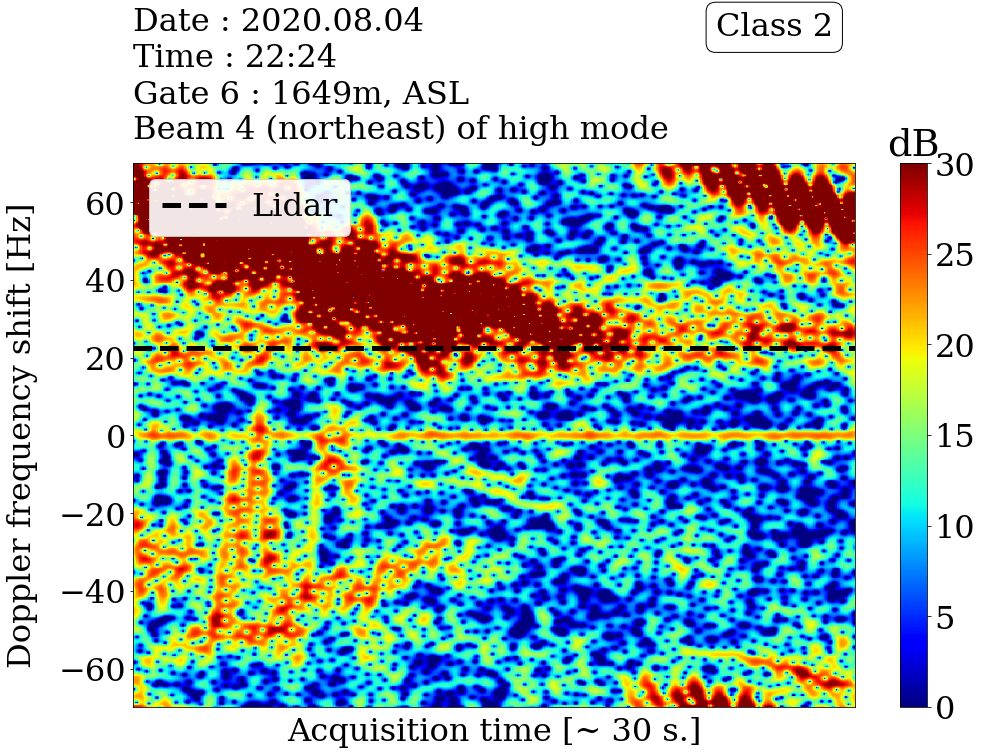 Date : 2020.08.04
Time : 22:24
Gate 6 : 1649m, ASL
Beam 4 (northeast) of high mode
Class 2
dB
Lidar
Doppler frequency shift [Hz]
60
40
20
0
−20
−40
−60
Acquisition time [~ 30 s.]
30
25
20
15
10
5
0